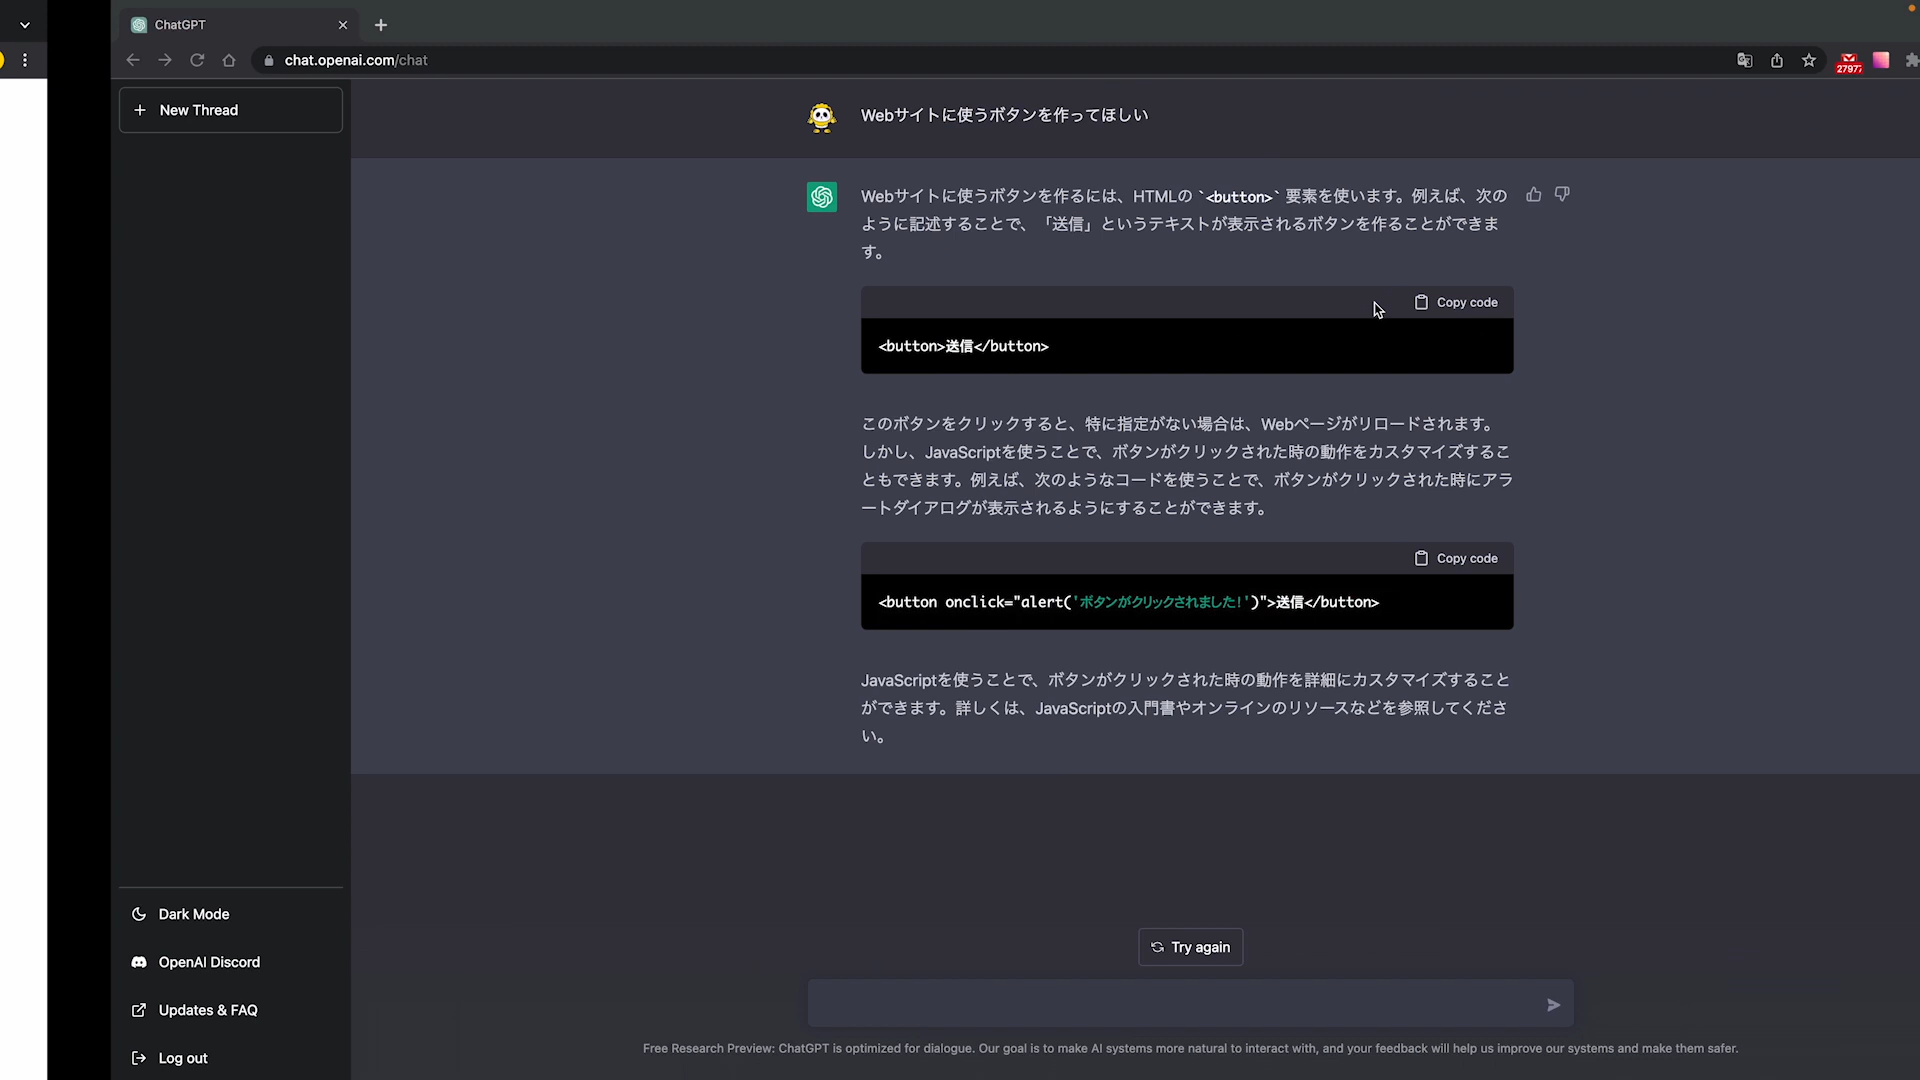 ChatGPT
chat.openai.com/chat
27977
New Thread
Webサイトに使うボタンを作ってほしい
Webサイトに使うボタンを作るには、HTMLの `<button>` 要素を使います。例えば、次の
ように記述することで、「送信」というテキストが表示されるボタンを作ることができま
す。
Copy code
<button>送信</button>
このボタンをクリックすると、特に指定がない場合は、Webページがリロードされます。
しかし、JavaScriptを使うことで、ボタンがクリックされた時の動作をカスタマイズするこ
ともできます。例えば、次のようなコードを使うことで、ボタンがクリックされた時にアラ
ートダイアログが表示されるようにすることができます。
Copy code
<button onclick="alert('ボタンがクリックされました!')">送信</button>
JavaScriptを使うことで、ボタンがクリックされた時の動作を詳細にカスタマイズすること
ができます。詳しくは、JavaScriptの入門書やオンラインのリソースなどを参照してくださ
い。
Dark Mode
OpenAI Discord
Updates & FAQ
Log out
Try again
Free Research Preview: ChatGPT is optimized for dialogue. Our goal is to make AI systems more natural to interact with, and your feedback will help us improve our systems and make them safer.